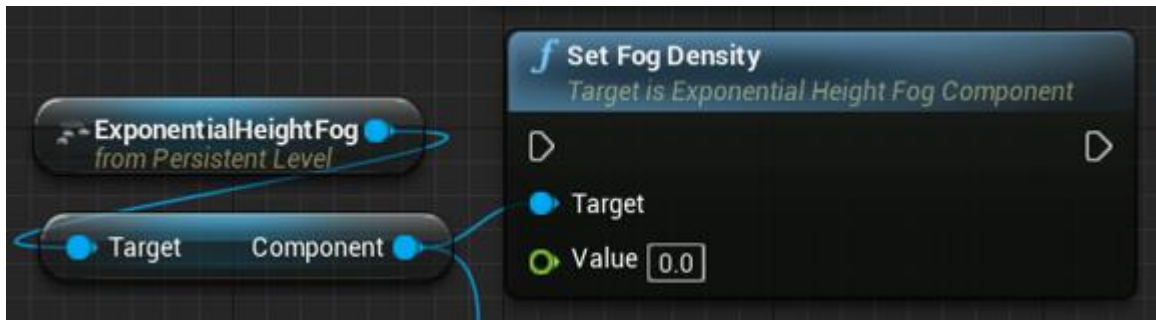 Set Fog Density
Target is Exponential Height Fog Component
ExponentialHeightFog
from Persistent Level
Target
Target Component
Value 0.0